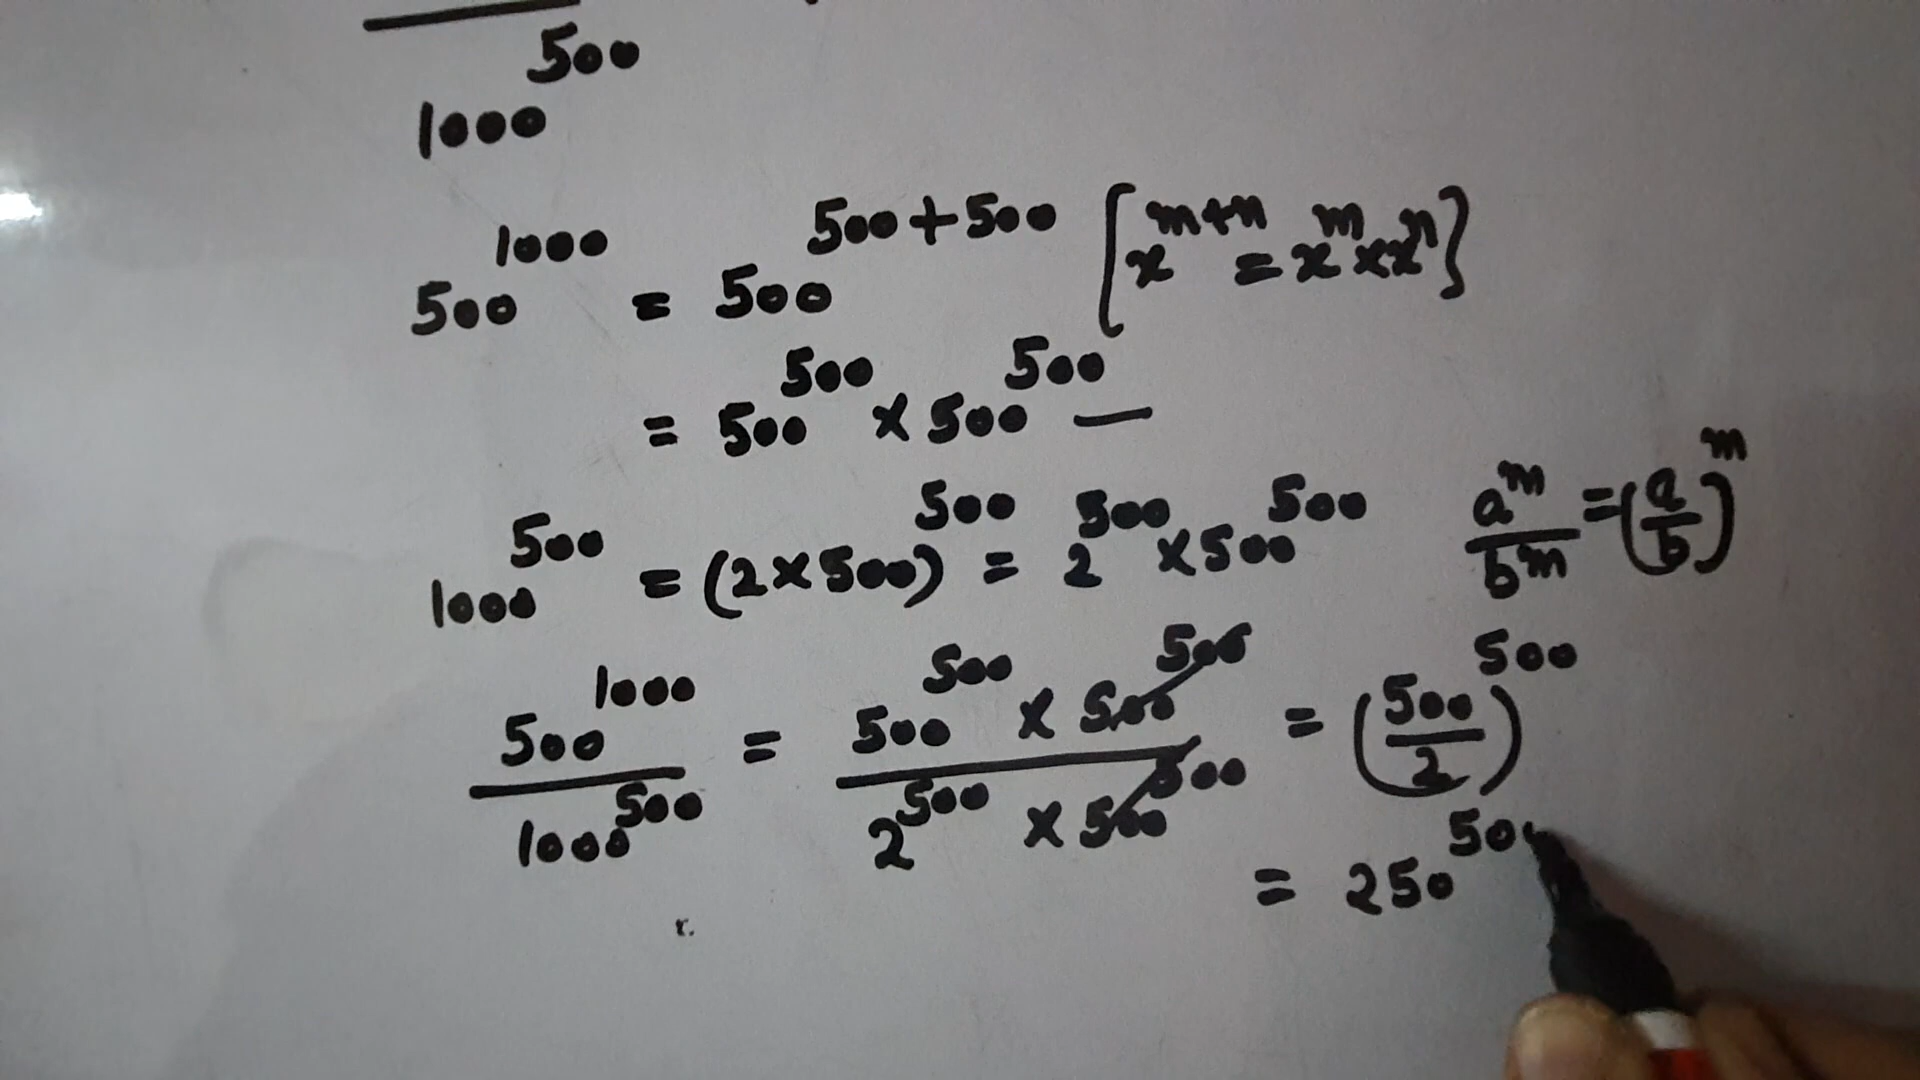 1000^500
500^1000 = 500^500+500 [x^m+n = x^m × x^n]
= 500^500 × 500^500 —
1000^500 = (2×500)^500 = 2^500 × 500^500
a^m/b^m = (a/b)^m
500^1000/1000^500 = 500^500 × 500^500 / 2^500 × 500^500 = (500/2)^500
= 250^500